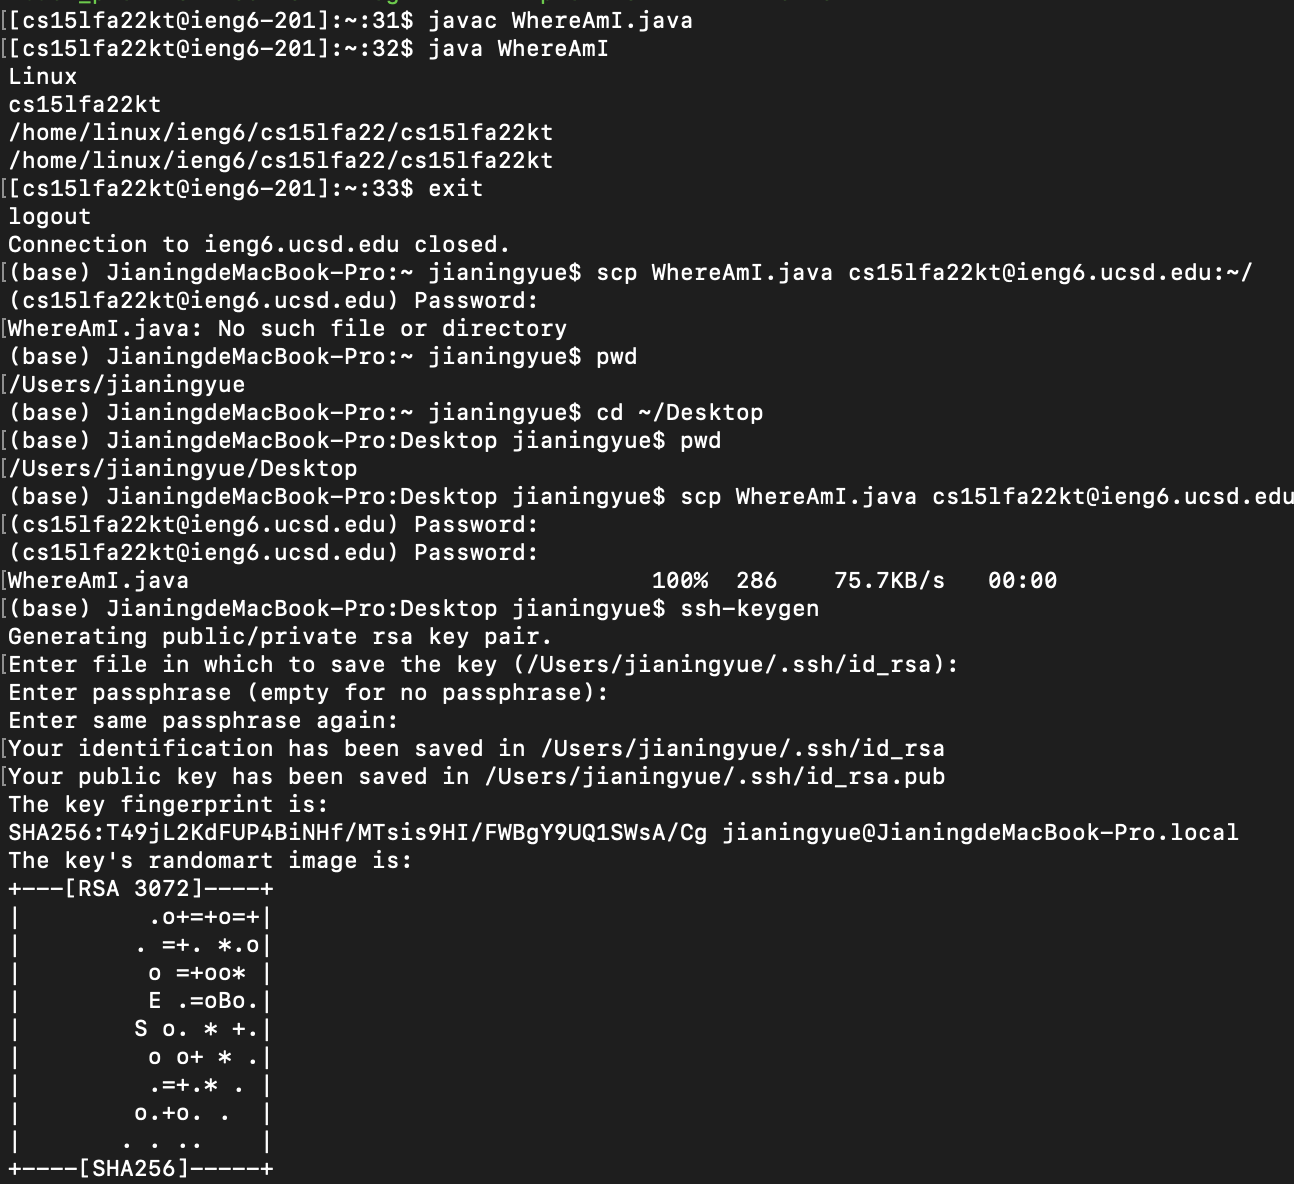 [[cs15lfa22kt@ieng6-201]:~:31$ javac WhereAmI.java
[[cs15lfa22kt@ieng6-201]:~:32$ java WhereAmI
Linux
cs15lfa22kt
/home/linux/ieng6/cs15lfa22/cs15lfa22kt
/home/linux/ieng6/cs15lfa22/cs15lfa22kt
[[cs15lfa22kt@ieng6-201]:~:33$ exit
logout
Connection to ieng6.ucsd.edu closed.
[(base) JianingdeMacBook-Pro:~ jianingyue$ scp WhereAmI.java cs15lfa22kt@ieng6.ucsd.edu:~/
(cs15lfa22kt@ieng6.ucsd.edu) Password:
[WhereAmI.java: No such file or directory
(base) JianingdeMacBook-Pro:~ jianingyue$ pwd
[/Users/jianingyue
(base) JianingdeMacBook-Pro:~ jianingyue$ cd ~/Desktop
[(base) JianingdeMacBook-Pro:Desktop jianingyue$ pwd
[/Users/jianingyue/Desktop
(base) JianingdeMacBook-Pro:Desktop jianingyue$ scp WhereAmI.java cs15lfa22kt@ieng6.ucsd.edu
[(cs15lfa22kt@ieng6.ucsd.edu) Password:
(cs15lfa22kt@ieng6.ucsd.edu) Password:
[WhereAmI.java                                 100%  286    75.7KB/s   00:00
[(base) JianingdeMacBook-Pro:Desktop jianingyue$ ssh-keygen
Generating public/private rsa key pair.
[Enter file in which to save the key (/Users/jianingyue/.ssh/id_rsa):
Enter passphrase (empty for no passphrase):
Enter same passphrase again:
[Your identification has been saved in /Users/jianingyue/.ssh/id_rsa
[Your public key has been saved in /Users/jianingyue/.ssh/id_rsa.pub
The key fingerprint is:
SHA256:T49jL2KdFUP4BiNHf/MTsis9HI/FWBgY9UQ1SWsA/Cg jianingyue@JianingdeMacBook-Pro.local
The key's randomart image is:
+---[RSA 3072]----+
|         .o+=+o=+|
|        . =+. *.o|
|         o =+oo* |
|         E .=oBo.|
|        S o. * +.|
|         o o+ * .|
|         .=+.* . |
|        o.+o. .  |
|       . . ..    |
+----[SHA256]-----+